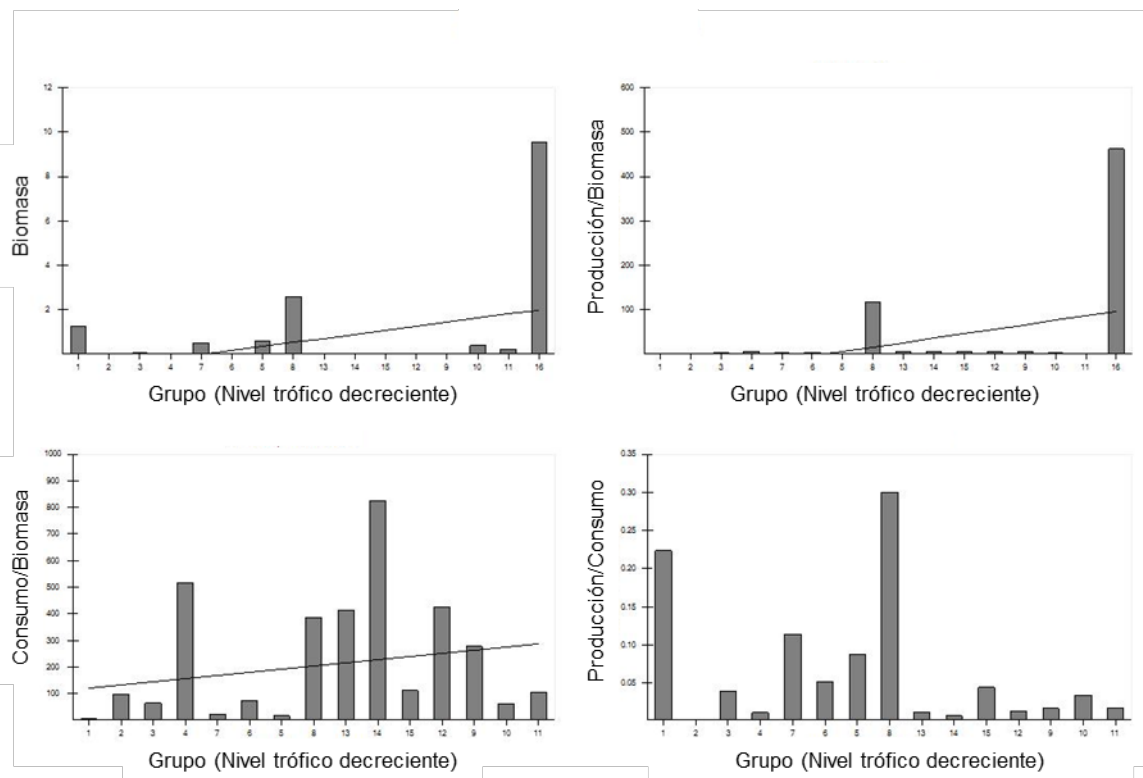 Biomasa
12
10
8
6
4
2
1 2 3 4 7 6 5 8 13 14 15 12 9 10 11 16
Grupo (Nivel trófico decreciente)
Producción/Biomasa
600
500
400
300
200
100
1 2 3 4 7 6 5 8 13 14 15 12 9 10 11 16
Grupo (Nivel trófico decreciente)
Consumo/Biomasa
1000
900
800
700
600
500
400
300
200
100
1 2 3 4 7 6 5 8 13 14 15 12 9 10 11
Grupo (Nivel trófico decreciente)
Producción/Consumo
0.35
0.30
0.25
0.20
0.15
0.10
0.05
1 2 3 4 7 6 5 8 13 14 15 12 9 10 11
Grupo (Nivel trófico decreciente)